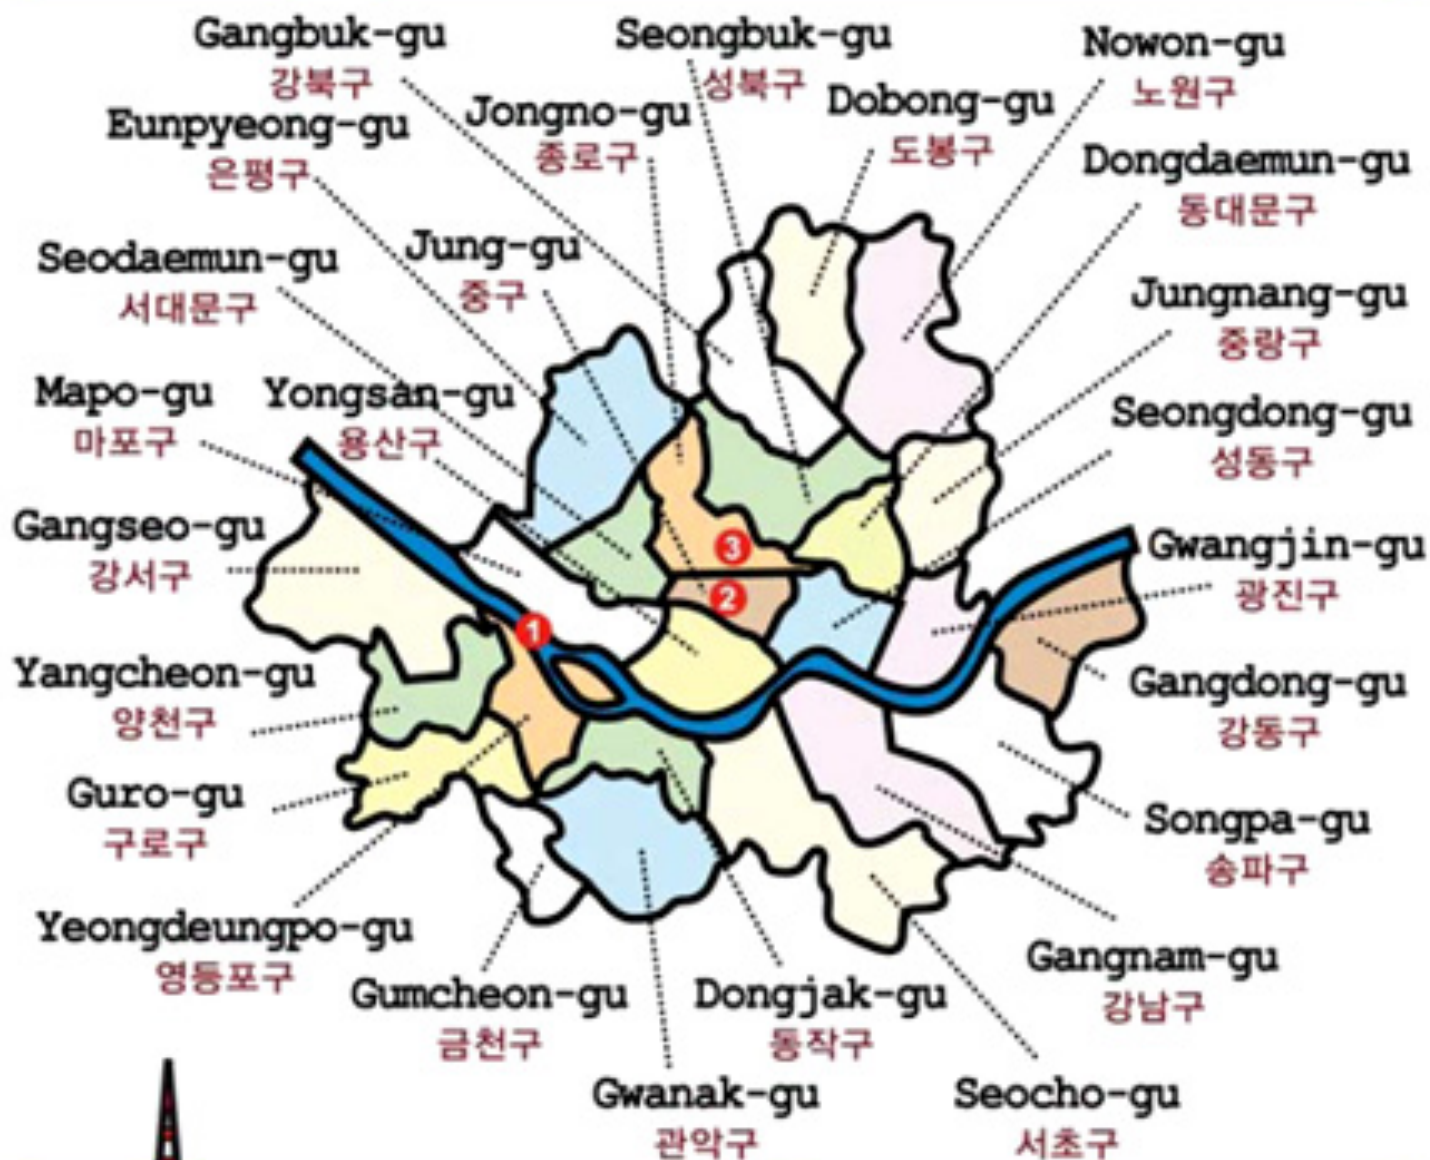 Gangbuk-gu
강북구
Seongbuk-gu
성북구
Nowon-gu
노원구
Eunpyeong-gu
은평구
Jongno-gu
종로구
Dobong-gu
도봉구
Dongdaemun-gu
동대문구
Seodaemun-gu
서대문구
Jung-gu
중구
Jungnang-gu
중랑구
Mapo-gu
마포구
Yongsan-gu
용산구
Seongdong-gu
성동구
Gangseo-gu
강서구
Gwangjin-gu
광진구
3
2
1
Yangcheon-gu
양천구
Gangdong-gu
강동구
Guro-gu
구로구
Songpa-gu
송파구
Yeongdeungpo-gu
영등포구
Gangnam-gu
강남구
Gumcheon-gu
금천구
Dongjak-gu
동작구
Gwanak-gu
관악구
Seocho-gu
서초구